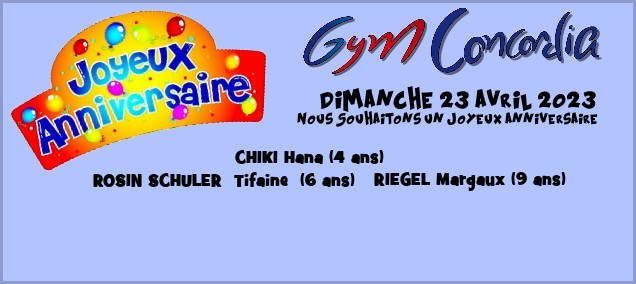 Joyeux
Anniversaire
Gym Concordia
DIMANCHE 23 AVRIL 2023
NOUS SOUHAITONS UN JOYEUX ANNIVERSAIRE
CHIKI Hana (4 ans)
ROSIN SCHULER Tifaine (6 ans) RIEGEL Margaux (9 ans)